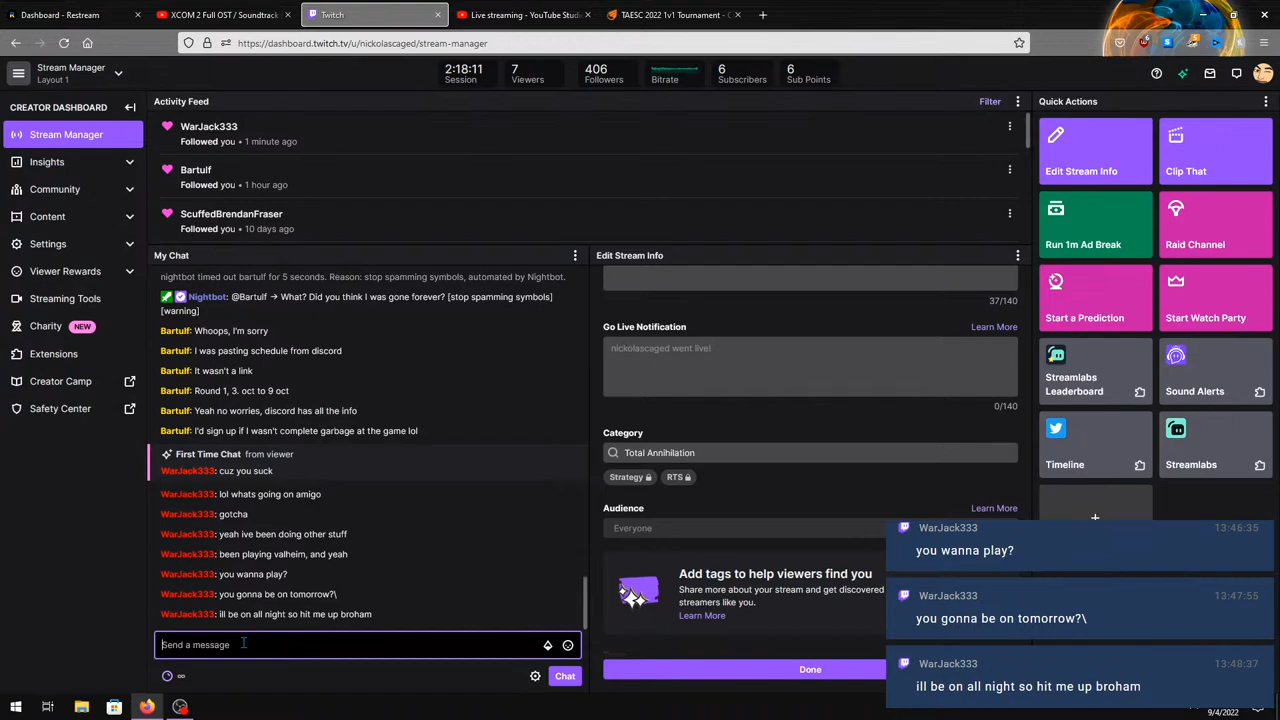 Dashboard - Restream
XCOM 2 Full OST / Soundtrack
Twitch
Live streaming - YouTube Studi
TAESC 2022 1v1 Tournament - C
https://dashboard.twitch.tv/u/nickolascaged/stream-manager
Stream Manager
Layout 1
2:18:11
Session
7
Viewers
406
Followers
Bitrate
6
Subscribers
6
Sub Points
CREATOR DASHBOARD
Stream Manager
Insights
Community
Content
Settings
Viewer Rewards
Streaming Tools
Charity NEW
Extensions
Creator Camp
Safety Center
Activity Feed
Filter
WarJack333
Followed you • 1 minute ago
Bartulf
Followed you • 1 hour ago
ScuffedBrendanFraser
Followed you • 10 days ago
My Chat
nightbot timed out bartulf for 5 seconds. Reason: stop spamming symbols, automated by Nightbot.
Nightbot: @Bartulf -> What? Did you think I was gone forever? [stop spamming symbols]
[warning]
Bartulf: Whoops, I'm sorry
Bartulf: I was pasting schedule from discord
Bartulf: It wasn't a link
Bartulf: Round 1, 3. oct to 9 oct
Bartulf: Yeah no worries, discord has all the info
Bartulf: I'd sign up if I wasn't complete garbage at the game lol
First Time Chat from viewer
WarJack333: cuz you suck
WarJack333: lol whats going on amigo
WarJack333: gotcha
WarJack333: yeah ive been doing other stuff
WarJack333: been playing valheim, and yeah
WarJack333: you wanna play?
WarJack333: you gonna be on tomorrow?\
WarJack333: ill be on all night so hit me up broham
Send a message
Chat
Edit Stream Info
37/140
Go Live Notification
Learn More
nickolascaged went live!
0/140
Category
Total Annihilation
Strategy
RTS
Audience
Learn More
Everyone
Add tags to help viewers find you
Share more about your stream and get discovered
streamers like you.
Learn More
Done
Quick Actions
Edit Stream Info
Clip That
Run 1m Ad Break
Raid Channel
Start a Prediction
Start Watch Party
Streamlabs
Leaderboard
Sound Alerts
Timeline
Streamlabs
WarJack333
13:46:35
you wanna play?
WarJack333
13:47:55
you gonna be on tomorrow?\
WarJack333
13:48:37
ill be on all night so hit me up broham
9/4/2022